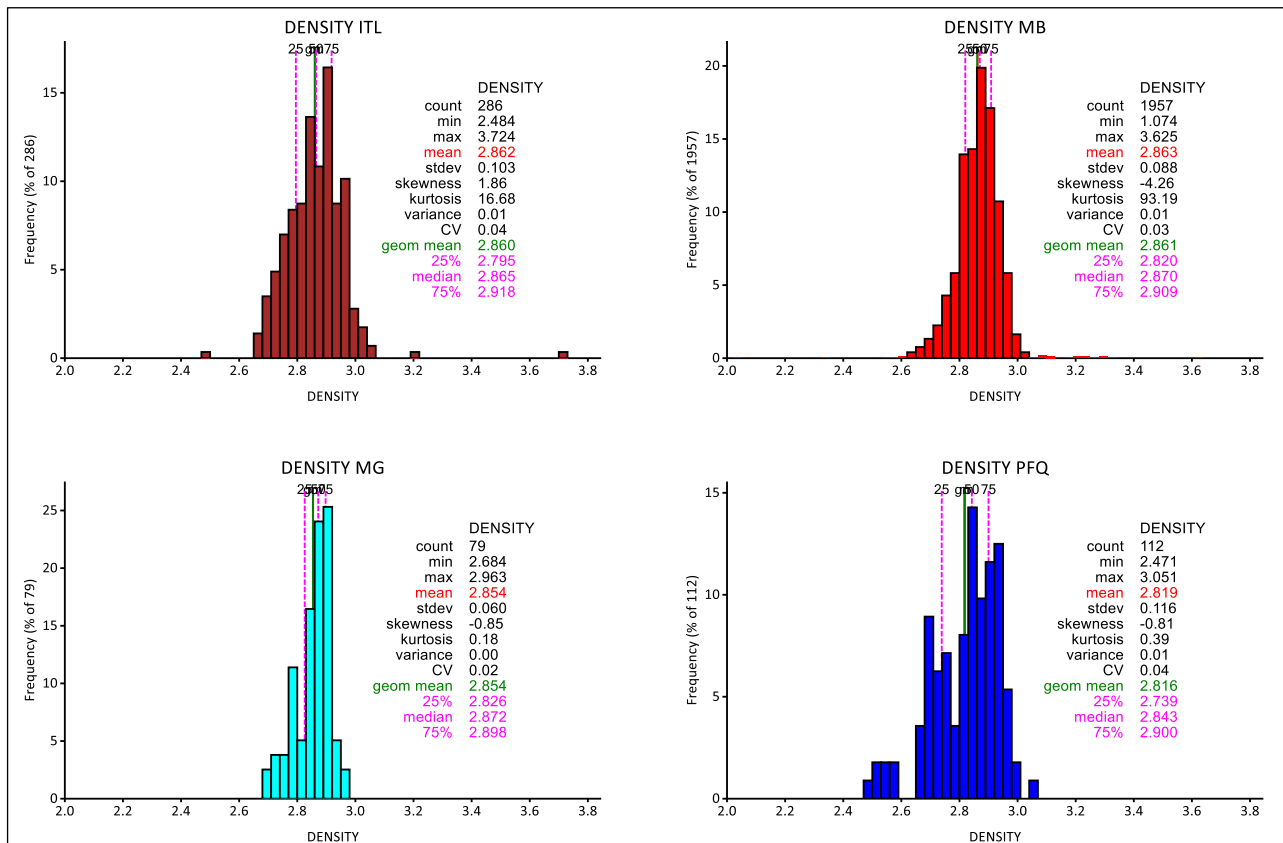 DENSITY ITL
25 gm 50 75
Frequency (% of 286)
15
10
5
0
2.0 2.2 2.4 2.6 2.8 3.0 3.2 3.4 3.6 3.8
DENSITY
DENSITY
count 286
min 2.484
max 3.724
mean 2.862
stdev 0.103
skewness 1.86
kurtosis 16.68
variance 0.01
CV 0.04
geom mean 2.860
25% 2.795
median 2.865
75% 2.918
DENSITY MB
25 50 75
Frequency (% of 1957)
20
15
10
5
0
2.0 2.2 2.4 2.6 2.8 3.0 3.2 3.4 3.6 3.8
DENSITY
DENSITY
count 1957
min 1.074
max 3.625
mean 2.863
stdev 0.088
skewness -4.26
kurtosis 93.19
variance 0.01
CV 0.03
geom mean 2.861
25% 2.820
median 2.870
75% 2.909
DENSITY MG
25 50 75
Frequency (% of 79)
25
20
15
10
5
0
2.0 2.2 2.4 2.6 2.8 3.0 3.2 3.4 3.6 3.8
DENSITY
DENSITY
count 79
min 2.684
max 2.963
mean 2.854
stdev 0.060
skewness -0.85
kurtosis 0.18
variance 0.00
CV 0.02
geom mean 2.854
25% 2.826
median 2.872
75% 2.898
DENSITY PFQ
25 gm 50 75
Frequency (% of 112)
15
10
5
0
2.0 2.2 2.4 2.6 2.8 3.0 3.2 3.4 3.6 3.8
DENSITY
DENSITY
count 112
min 2.471
max 3.051
mean 2.819
stdev 0.116
skewness -0.81
kurtosis 0.39
variance 0.01
CV 0.04
geom mean 2.816
25% 2.739
median 2.843
75% 2.900